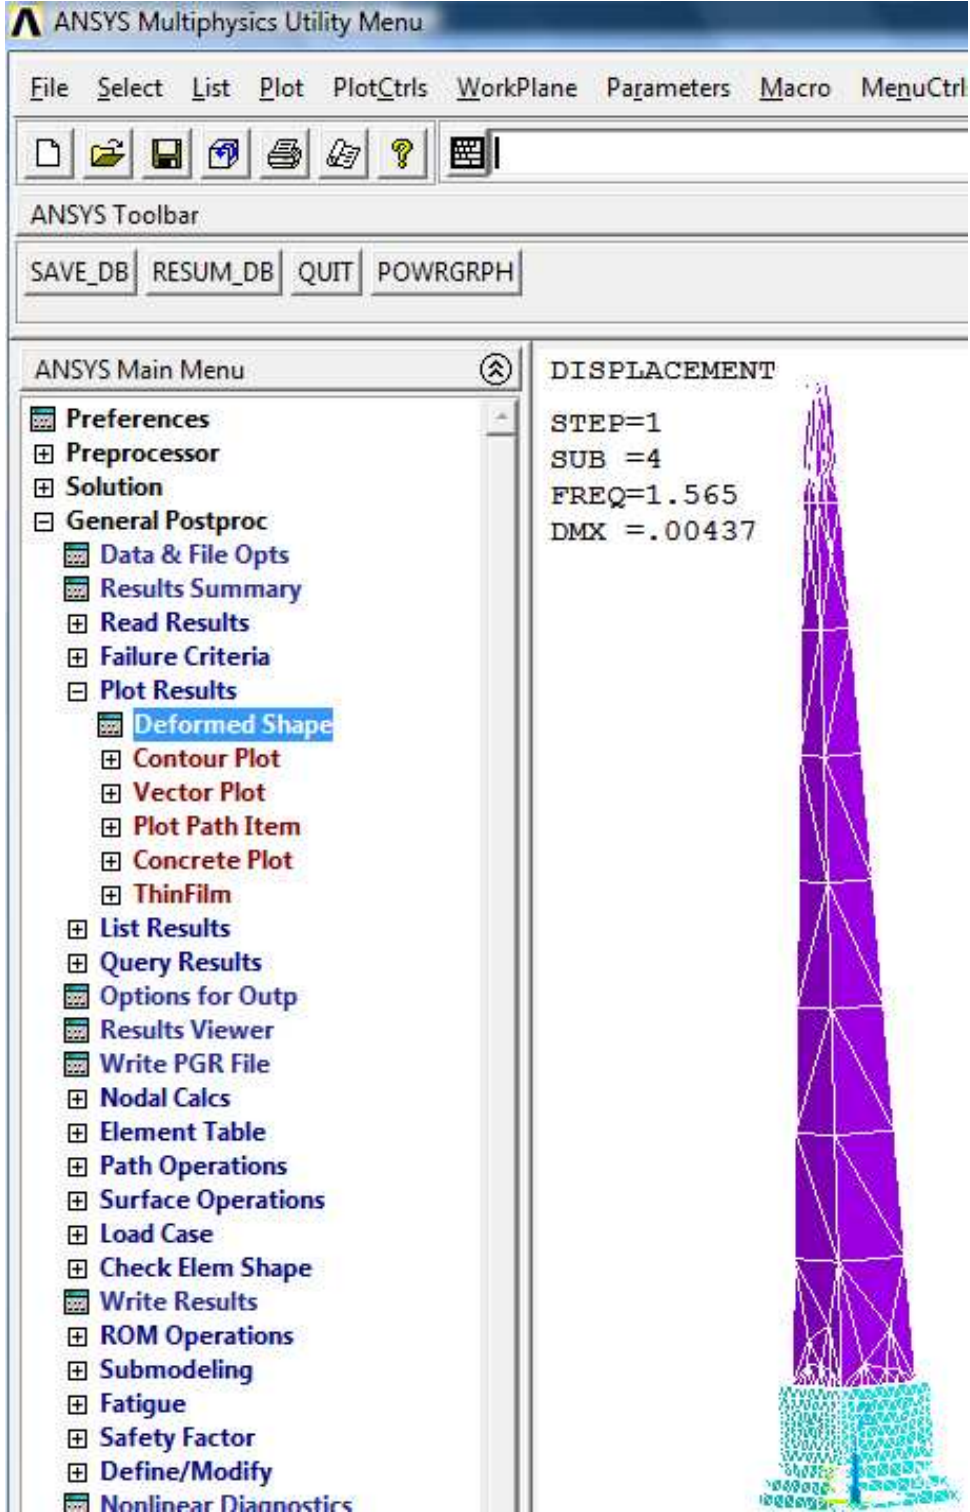 ANSYS Multiphysics Utility Menu
File Select List Plot PlotCtrls WorkPlane Parameters Macro MenuCtrl
ANSYS Toolbar
SAVE_DB RESUM_DB QUIT POWRGRPH
ANSYS Main Menu
Preferences
Preprocessor
Solution
General Postproc
Data & File Opts
Results Summary
Read Results
Failure Criteria
Plot Results
Deformed Shape
Contour Plot
Vector Plot
Plot Path Item
Concrete Plot
ThinFilm
List Results
Query Results
Options for Outp
Results Viewer
Write PGR File
Nodal Calcs
Element Table
Path Operations
Surface Operations
Load Case
Check Elem Shape
Write Results
ROM Operations
Submodeling
Fatigue
Safety Factor
Define/Modify
Nonlinear Diagnostics
DISPLACEMENT
STEP=1
SUB =4
FREQ=1.565
DMX =.00437